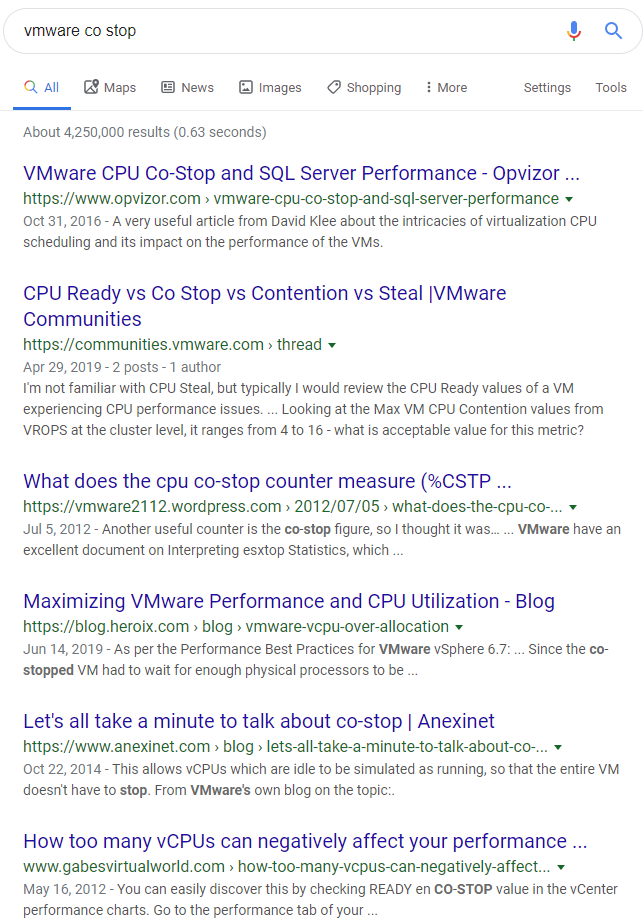 vmware co stop
All Maps News Images Shopping More Settings Tools
About 4,250,000 results (0.63 seconds)
VMware CPU Co-Stop and SQL Server Performance - Opvizor ...
https://www.opvizor.com › vmware-cpu-co-stop-and-sql-server-performance
Oct 31, 2016 - A very useful article from David Klee about the intricacies of virtualization CPU
scheduling and its impact on the performance of the VMs.
CPU Ready vs Co Stop vs Contention vs Steal |VMware
Communities
https://communities.vmware.com › thread
Apr 29, 2019 - 2 posts - 1 author
I'm not familiar with CPU Steal, but typically I would review the CPU Ready values of a VM
experiencing CPU performance issues. ... Looking at the Max VM CPU Contention values from
VROPS at the cluster level, it ranges from 4 to 16 - what is acceptable value for this metric?
What does the cpu co-stop counter measure (%CSTP ...
https://vmware2112.wordpress.com › 2012/07/05 › what-does-the-cpu-co-...
Jul 5, 2012 - Another useful counter is the co-stop figure, so I thought it was… ... VMware have an
excellent document on Interpreting esxtop Statistics, which ...
Maximizing VMware Performance and CPU Utilization - Blog
https://blog.heroix.com › blog › vmware-vcpu-over-allocation
Jun 14, 2019 - As per the Performance Best Practices for VMware vSphere 6.7: ... Since the co-
stopped VM had to wait for enough physical processors to be ...
Let's all take a minute to talk about co-stop | Anexinet
https://www.anexinet.com › blog › lets-all-take-a-minute-to-talk-about-co-...
Oct 22, 2014 - This allows vCPUs which are idle to be simulated as running, so that the entire VM
doesn't have to stop. From VMware's own blog on the topic:.
How too many vCPUs can negatively affect your performance ...
www.gabesvirtualworld.com › how-too-many-vcpus-can-negatively-affect...
May 16, 2012 - You can easily discover this by checking READY en CO-STOP value in the vCenter
performance charts. Go to the performance tab of your ...